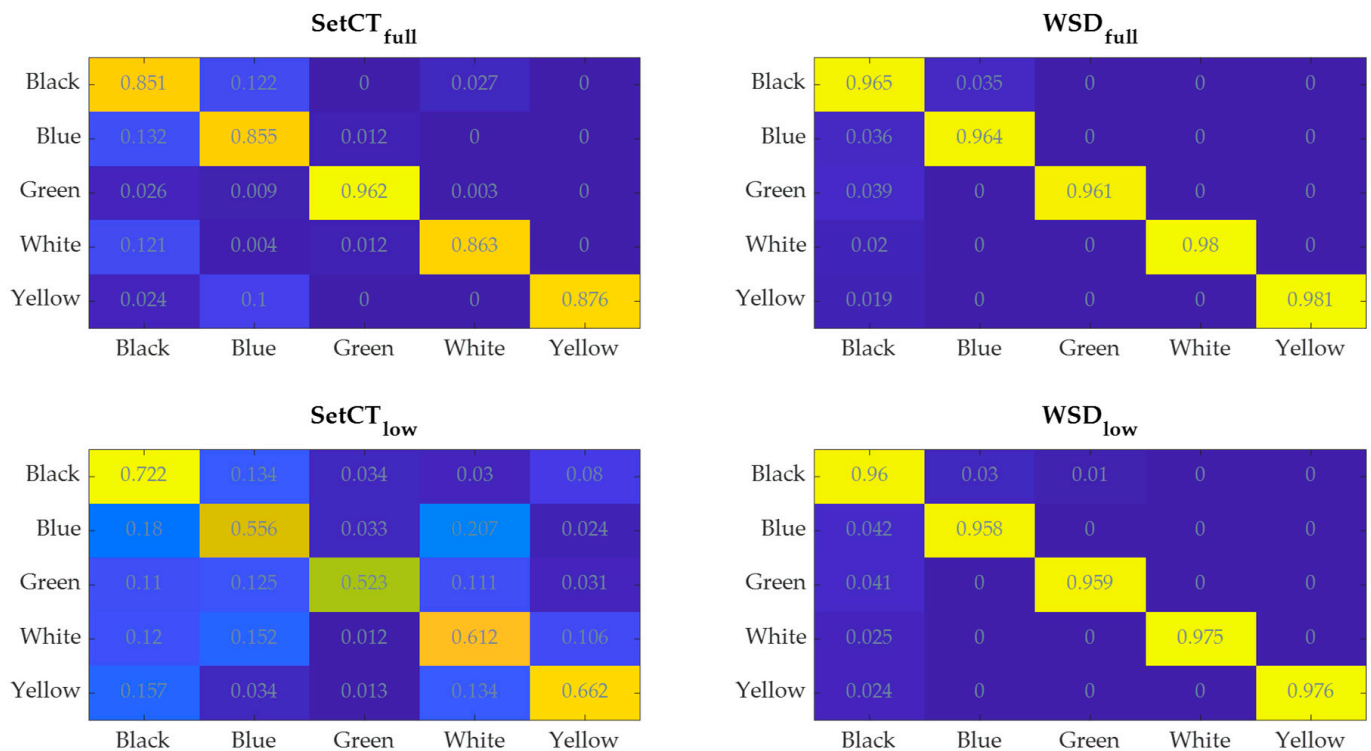 SetCT_full
Black 0.851 0.122 0 0.027 0
Blue 0.132 0.855 0.012 0 0
Green 0.026 0.009 0.962 0.003 0
White 0.121 0.004 0.012 0.863 0
Yellow 0.024 0.1 0 0 0.876
Black Blue Green White Yellow
WSD_full
Black 0.965 0.035 0 0 0
Blue 0.036 0.964 0 0 0
Green 0.039 0 0.961 0 0
White 0.02 0 0 0.98 0
Yellow 0.019 0 0 0 0.981
Black Blue Green White Yellow
SetCT_low
Black 0.722 0.134 0.034 0.03 0.08
Blue 0.18 0.556 0.033 0.207 0.024
Green 0.11 0.125 0.523 0.111 0.031
White 0.12 0.152 0.012 0.612 0.106
Yellow 0.157 0.034 0.013 0.134 0.662
Black Blue Green White Yellow
WSD_low
Black 0.96 0.03 0.01 0 0
Blue 0.042 0.958 0 0 0
Green 0.041 0 0.959 0 0
White 0.025 0 0 0.975 0
Yellow 0.024 0 0 0 0.976
Black Blue Green White Yellow